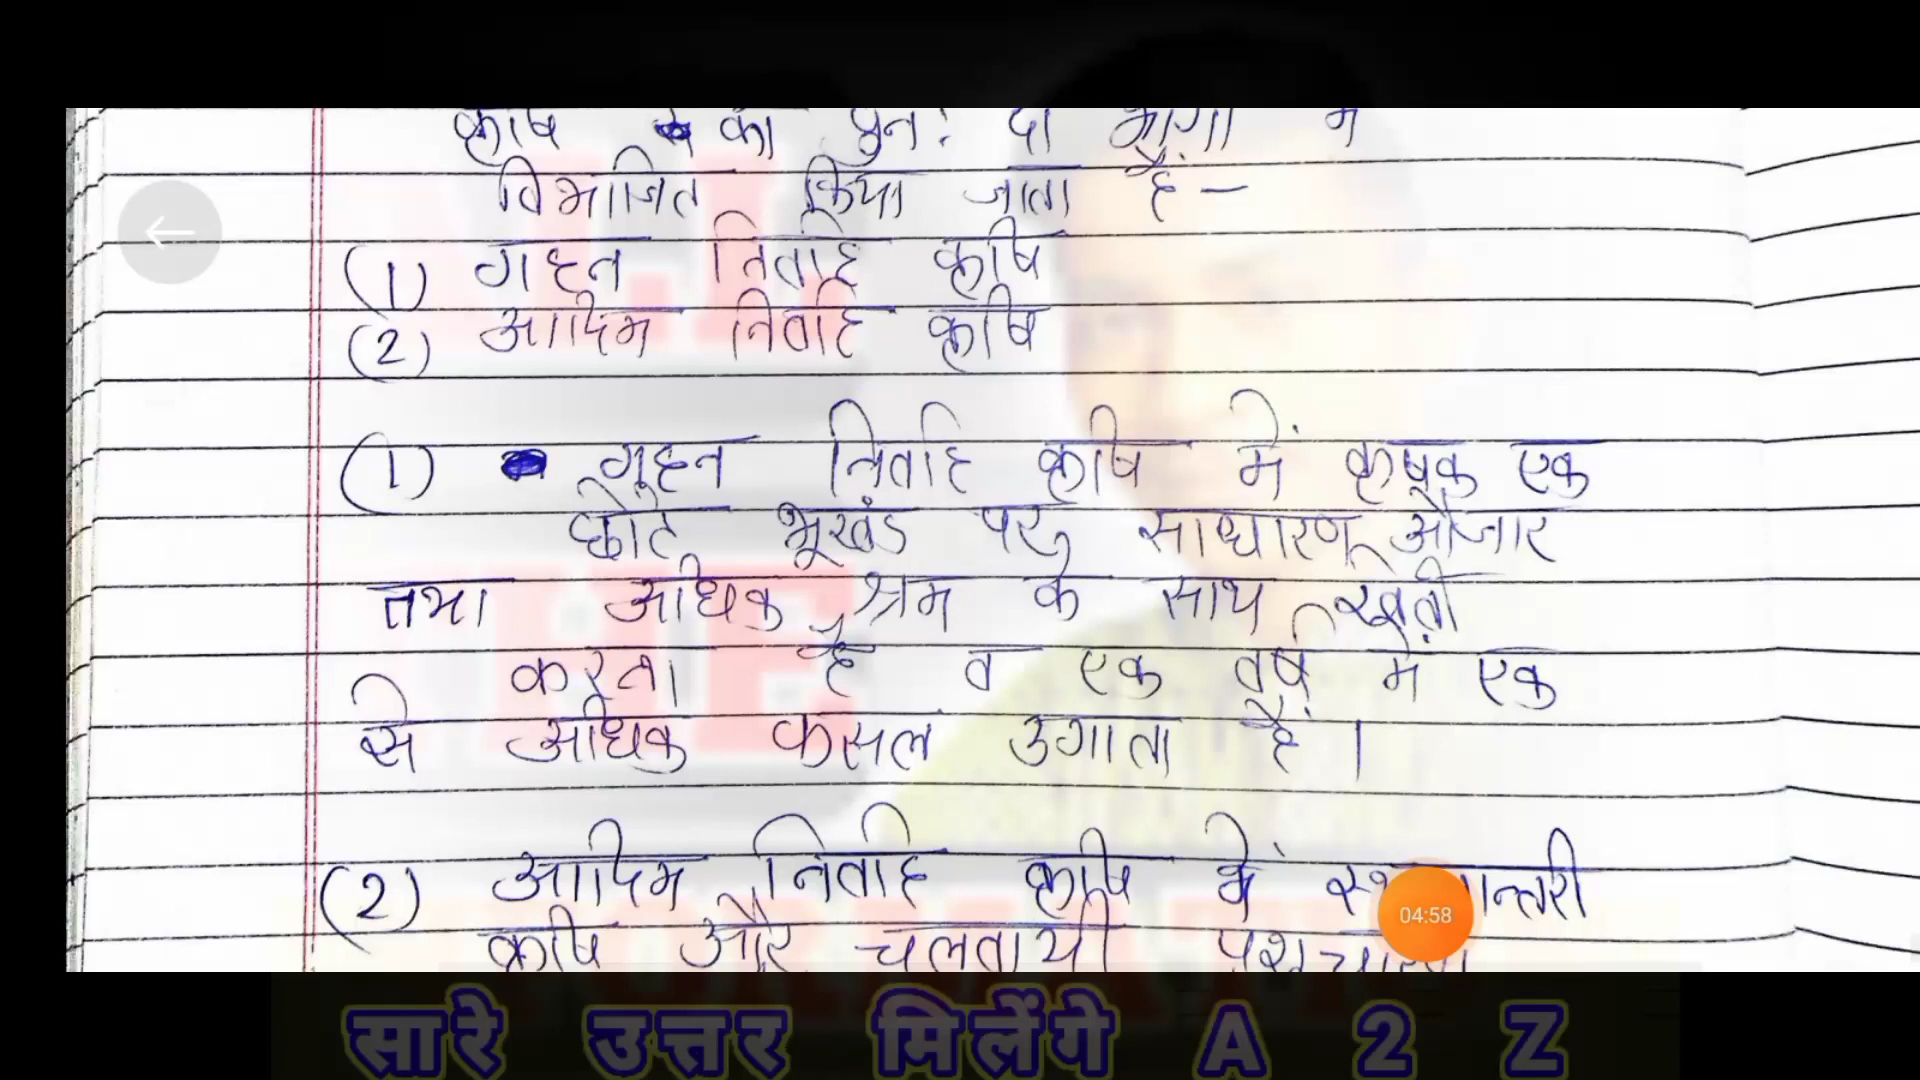 कृषि को पुनः दो भागों में
विभाजित किया जाता है -
(1) गहन निर्वाह कृषि
(2) आदिम निर्वाह कृषि
(1) गहन निर्वाह कृषि में कृषक एक
छोटे भूखंड पर साधारण औजार
तथा अधिक श्रम के साथ खेती
करता है व एक वर्ष में एक
से अधिक फसल उगाता है।
(2) आदिम निर्वाह कृषि में
कृषि और चलवासी
04:58
सारे उत्तर मिलेंगे A 2 Z